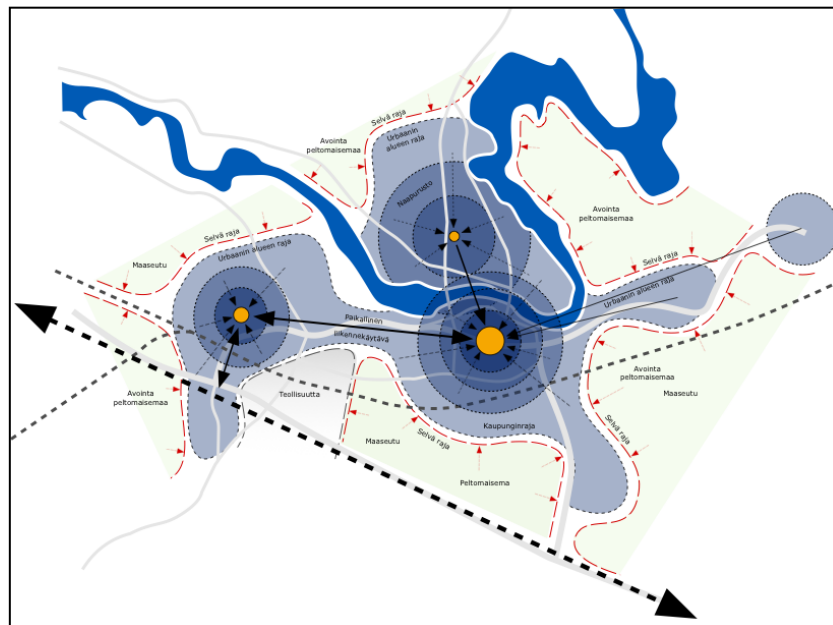 Selvä raja
Urbaanin
alueen raja
Avointa
peltomaisemaa
Naapurusto
Avointa
peltomaisemaa
Selvä raja
Urbaanin alueen raja
Maaseutu
Selvä raja
Urbaanin alueen raja
Paikallinen
liikennekäytävä
Avointa
peltomaisemaa
Maaseutu
Avointa
peltomaisemaa
Teollisuutta
Kaupunginraja
Selvä raja
Maaseutu
Selvä raja
Peltomaisema